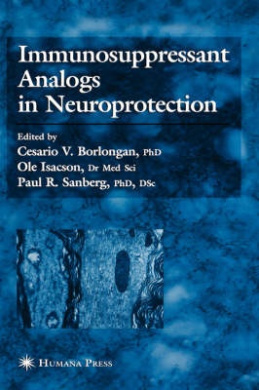 Immunosuppressant
Analogs
in Neuroprotection
Edited by
Cesario V. Borlongan, PhD
Ole Isacson, Dr Med Sci
Paul R. Sanberg, PhD, DSc
Humana Press